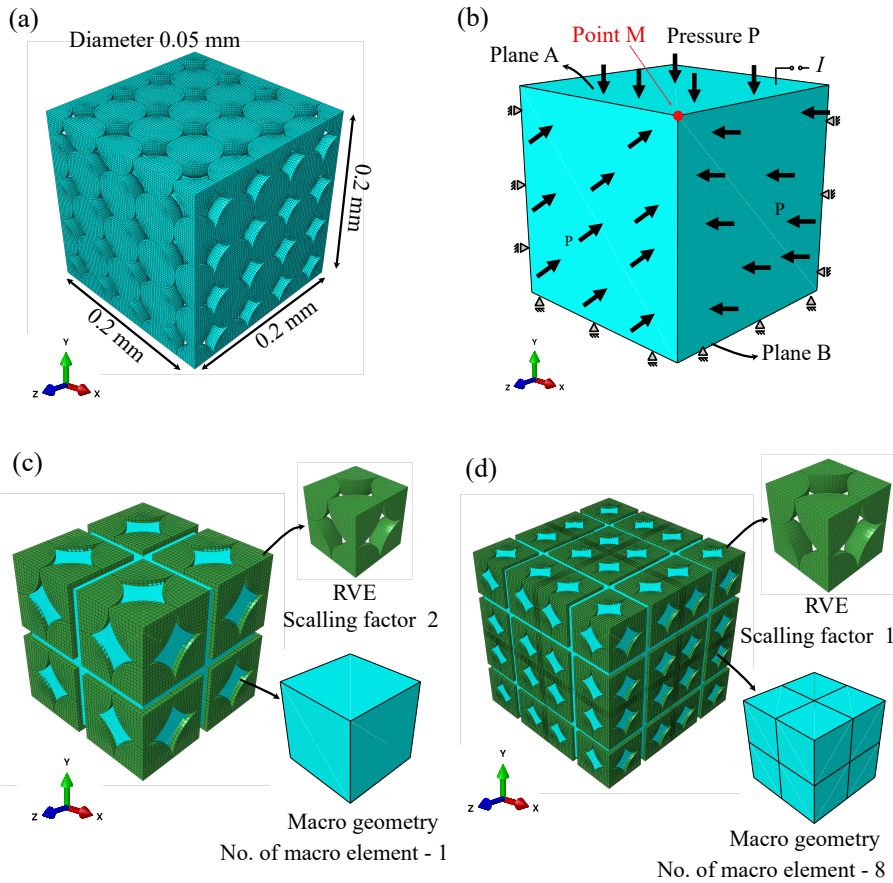 (a)
Diameter 0.05 mm
0.2 mm
0.2 mm
0.2 mm
Y
Z
X
(b)
Point M
Pressure P
Plane A
I
P
P
Plane B
Y
Z
X
(c)
RVE
Scalling factor 2
Macro geometry
No. of macro element - 1
Y
Z
X
(d)
RVE
Scalling factor 1
Macro geometry
No. of macro element - 8
Y
Z
X